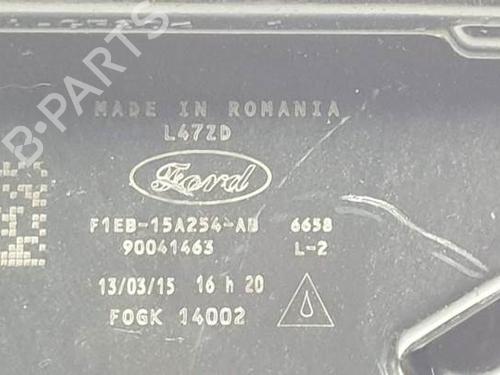 B-PARTS
MADE IN ROMANIA
L47ZD
Ford
F1EB-15A254-AB 6658
90041463 L-2
13/03/15 16 h 20
FOGK 14002